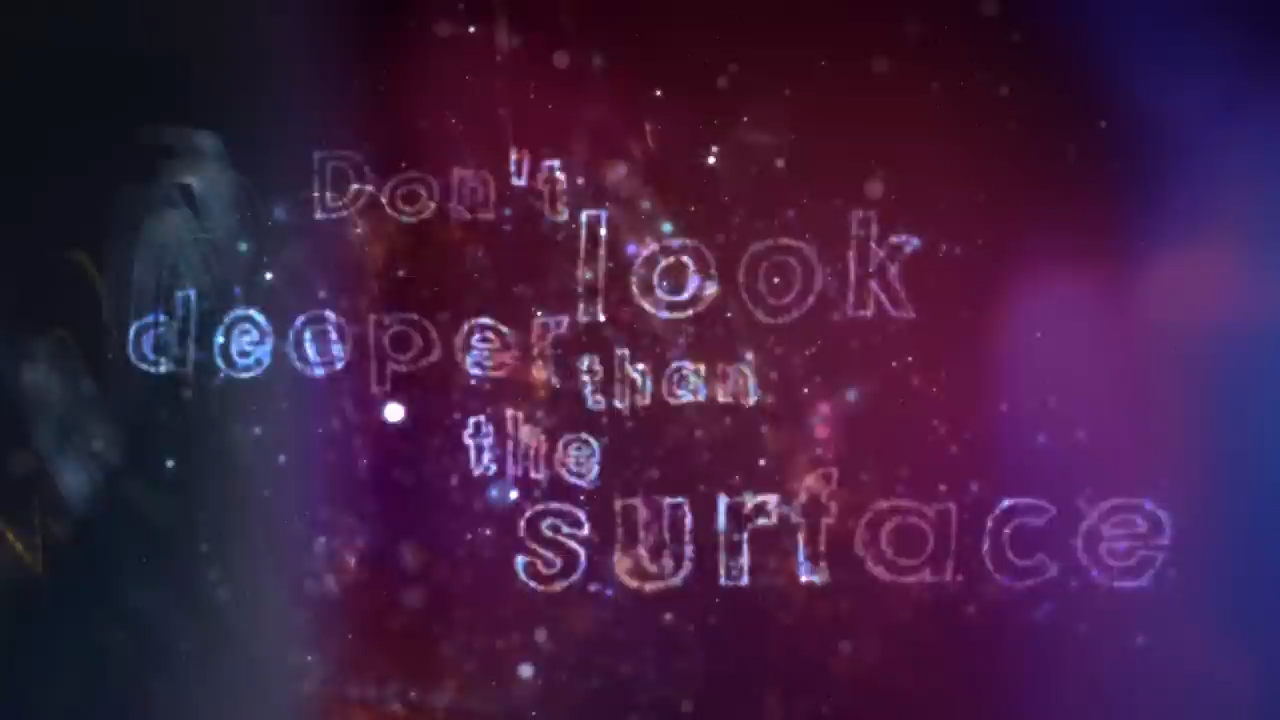 Don't
look
deeper
than
the
surface